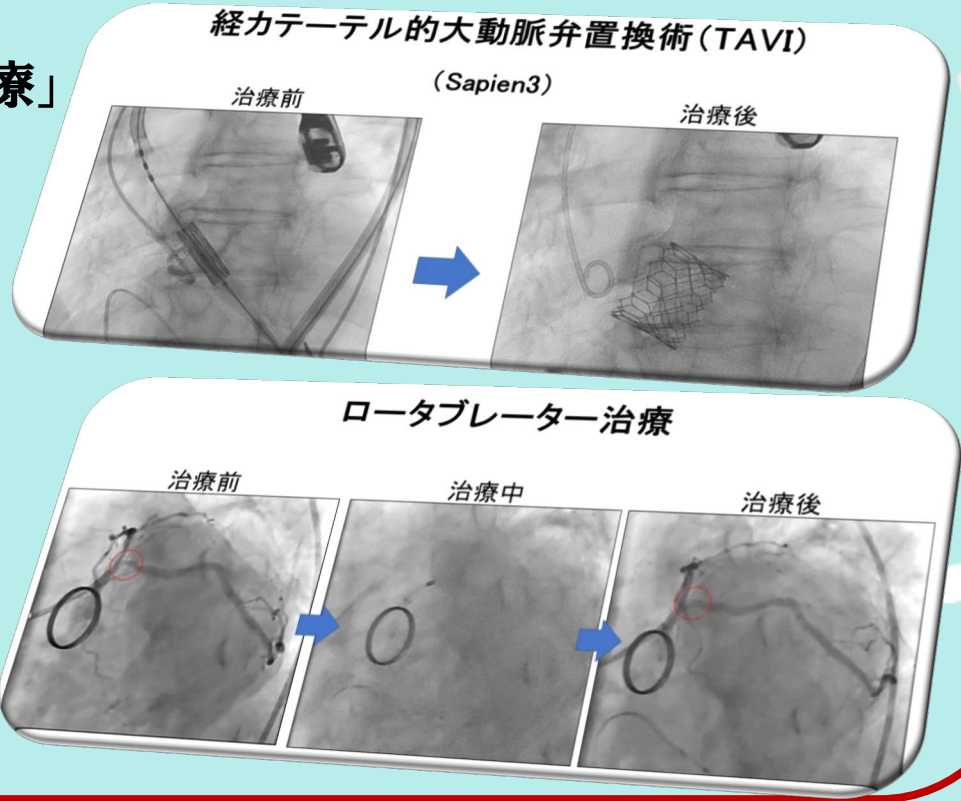 療」
経カテーテル的大動脈弁置換術（TAVI）
（Sapien3）
治療前
治療後
ロータブレーター治療
治療前
治療中
治療後